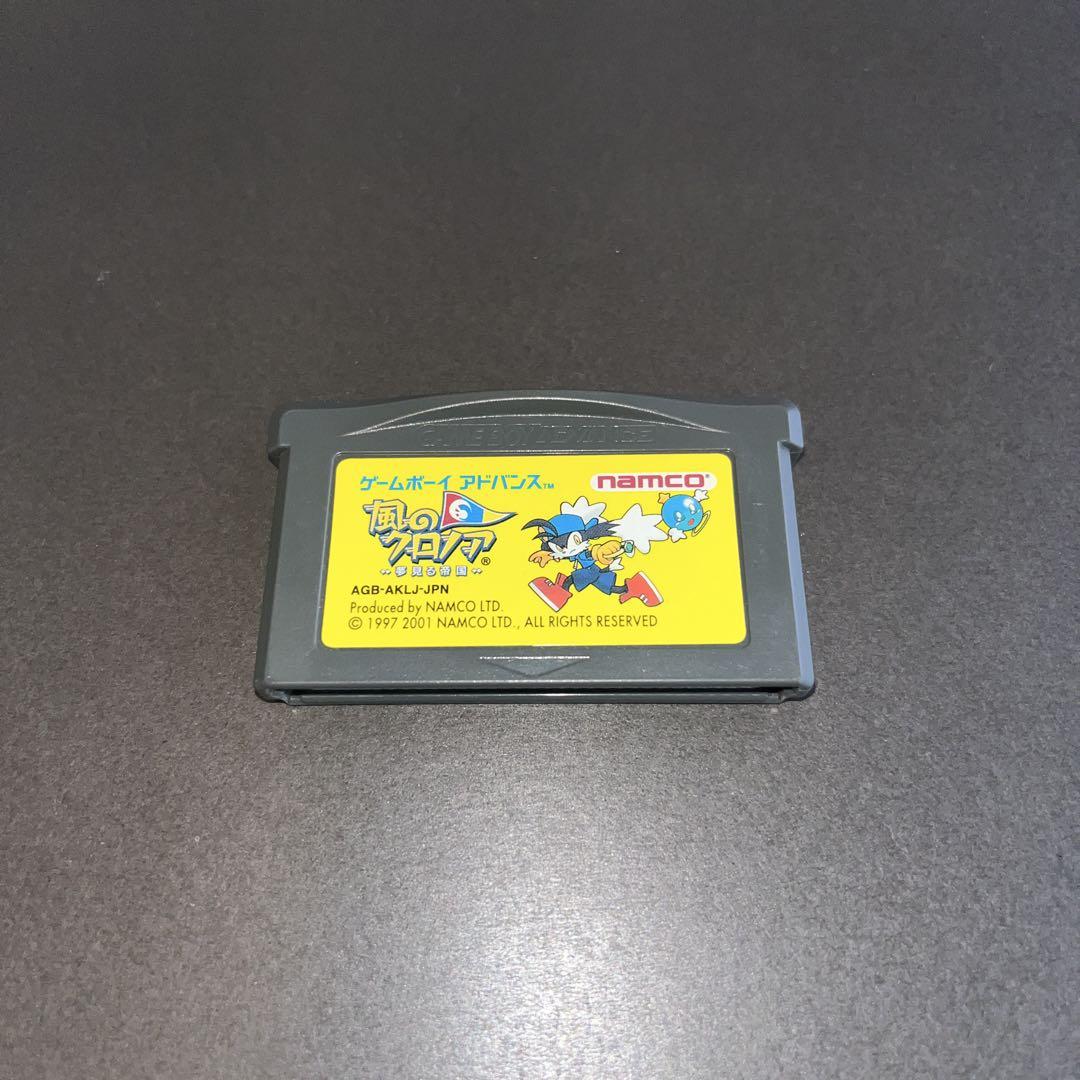 GAME BOY ADVANCE
ゲームボーイ アドバンス™
namco®
風のクロノア®
夢見る帝国
AGB-AKLJ-JPN
Produced by NAMCO LTD.
© 1997 2001 NAMCO LTD., ALL RIGHTS RESERVED